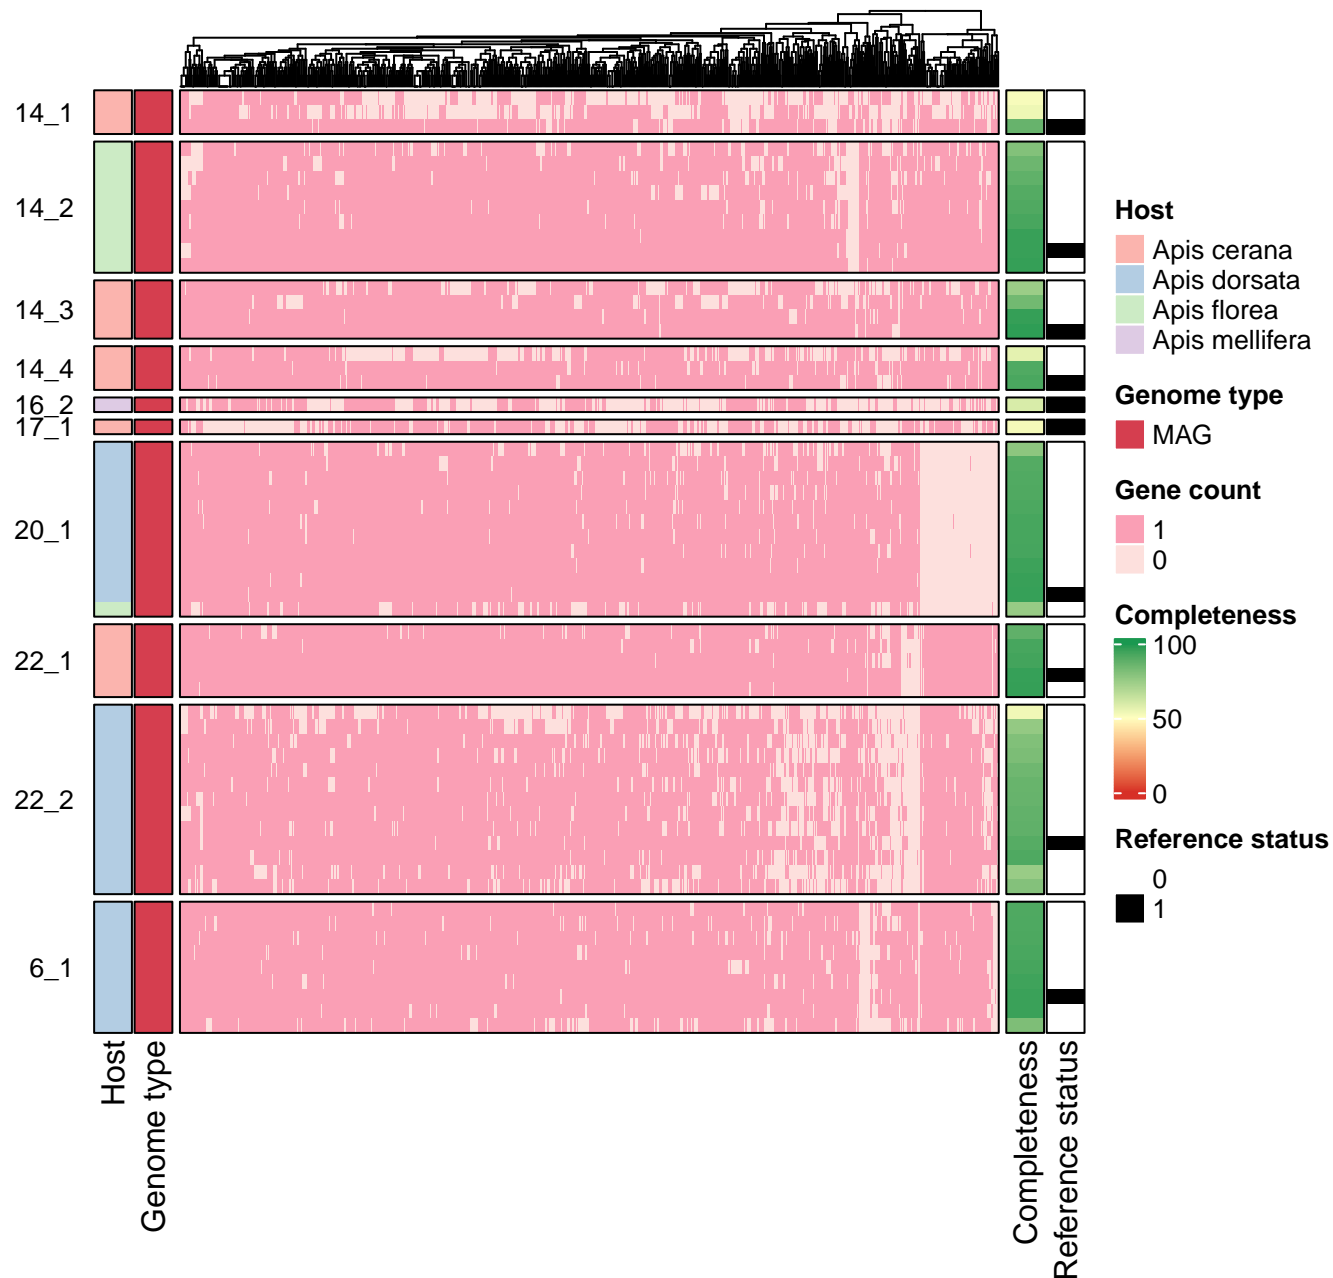 14_1
14_2
14_3
14_4
16_2
17_1
20_1
22_1
22_2
6_1
Host
Genome type
Completeness
Reference status
Host
Apis cerana
Apis dorsata
Apis florea
Apis mellifera
Genome type
MAG
Gene count
1
0
Completeness
100
50
0
Reference status
0
1